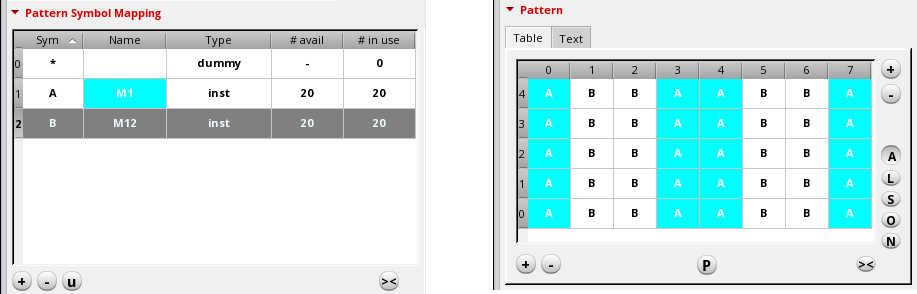 Pattern Symbol Mapping
Sym Name Type # avail # in use
0 * dummy - 0
1 A M1 inst 20 20
2 B M12 inst 20 20
+ - u ><
Pattern
Table Text
0 1 2 3 4 5 6 7
4 A B B A A B B A
3 A B B A A B B A
2 A B B A A B B A
1 A B B A A B B A
0 A B B A A B B A
+
-
A
L
S
O
N
+ - P ><